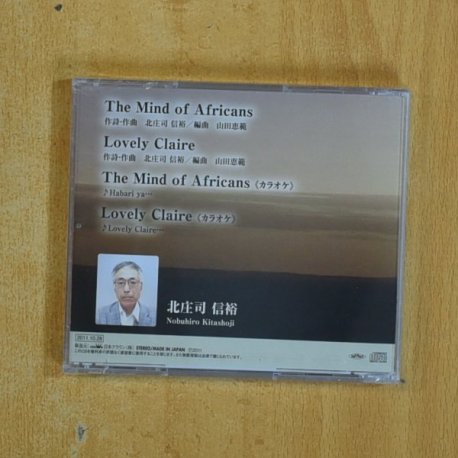 The Mind of Africans
作詩・作曲 北庄司 信裕／編曲 山田恵範
Lovely Claire
作詩・作曲 北庄司 信裕／編曲 山田恵範
The Mind of Africans (カラオケ)
♪Habari ya…
Lovely Claire (カラオケ)
♪Lovely Claire…
北庄司 信裕
Nobuhiro Kitashoji
2011.10.26
STEREO/MADE IN JAPAN